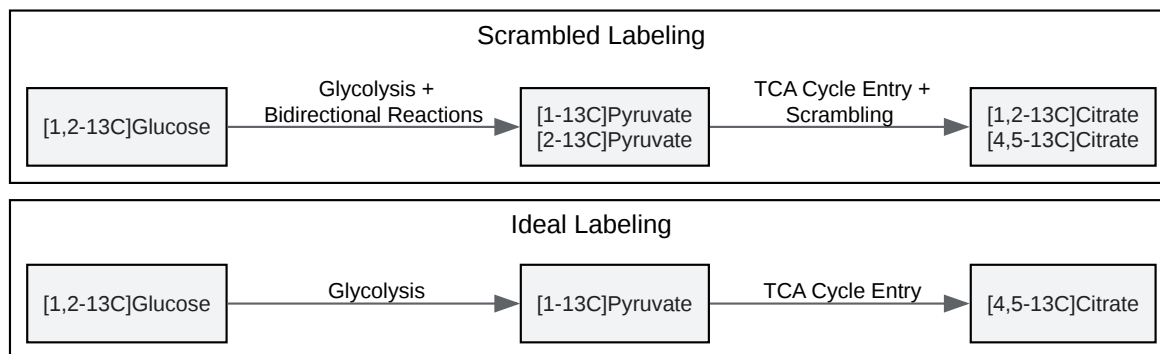 Scrambled Labeling
[1,2-13C]Glucose
Glycolysis +
Bidirectional Reactions
[1-13C]Pyruvate
[2-13C]Pyruvate
TCA Cycle Entry +
Scrambling
[1,2-13C]Citrate
[4,5-13C]Citrate
Ideal Labeling
[1,2-13C]Glucose
Glycolysis
[1-13C]Pyruvate
TCA Cycle Entry
[4,5-13C]Citrate